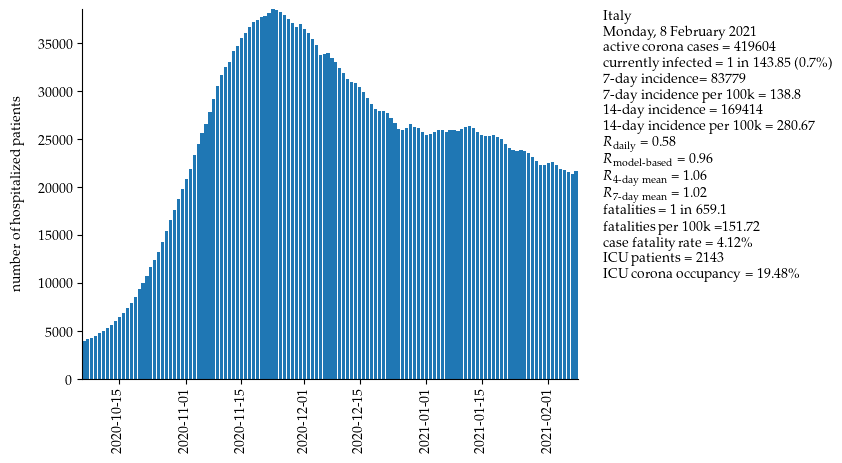 number of hospitalized patients
35000
30000
25000
20000
15000
10000
5000
0
2020-10-15
2020-11-01
2020-11-15
2020-12-01
2020-12-15
2021-01-01
2021-01-15
2021-02-01
Italy
Monday, 8 February 2021
active corona cases = 419604
currently infected = 1 in 143.85 (0.7%)
7-day incidence= 83779
7-day incidence per 100k = 138.8
14-day incidence = 169414
14-day incidence per 100k = 280.67
R daily = 0.58
R model-based = 0.96
R 4-day mean = 1.06
R 7-day mean = 1.02
fatalities = 1 in 659.1
fatalities per 100k =151.72
case fatality rate = 4.12%
ICU patients = 2143
ICU corona occupancy = 19.48%